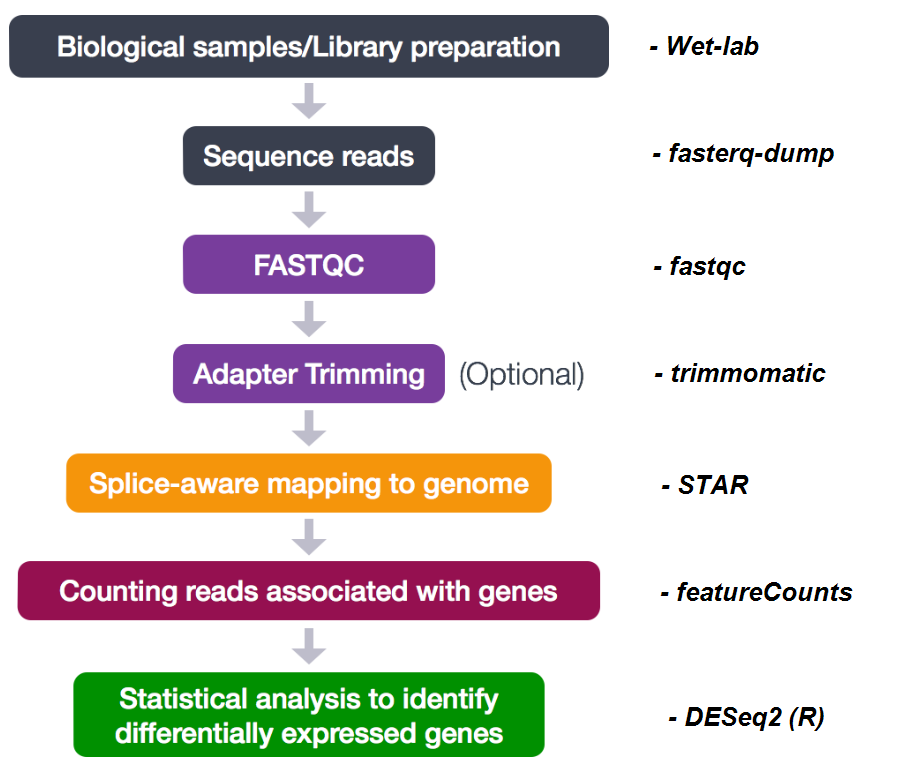 Biological samples/Library preparation - Wet-lab
Sequence reads - fasterq-dump
FASTQC - fastqc
Adapter Trimming (Optional) - trimmomatic
Splice-aware mapping to genome - STAR
Counting reads associated with genes - featureCounts
Statistical analysis to identify
differentially expressed genes - DESeq2 (R)